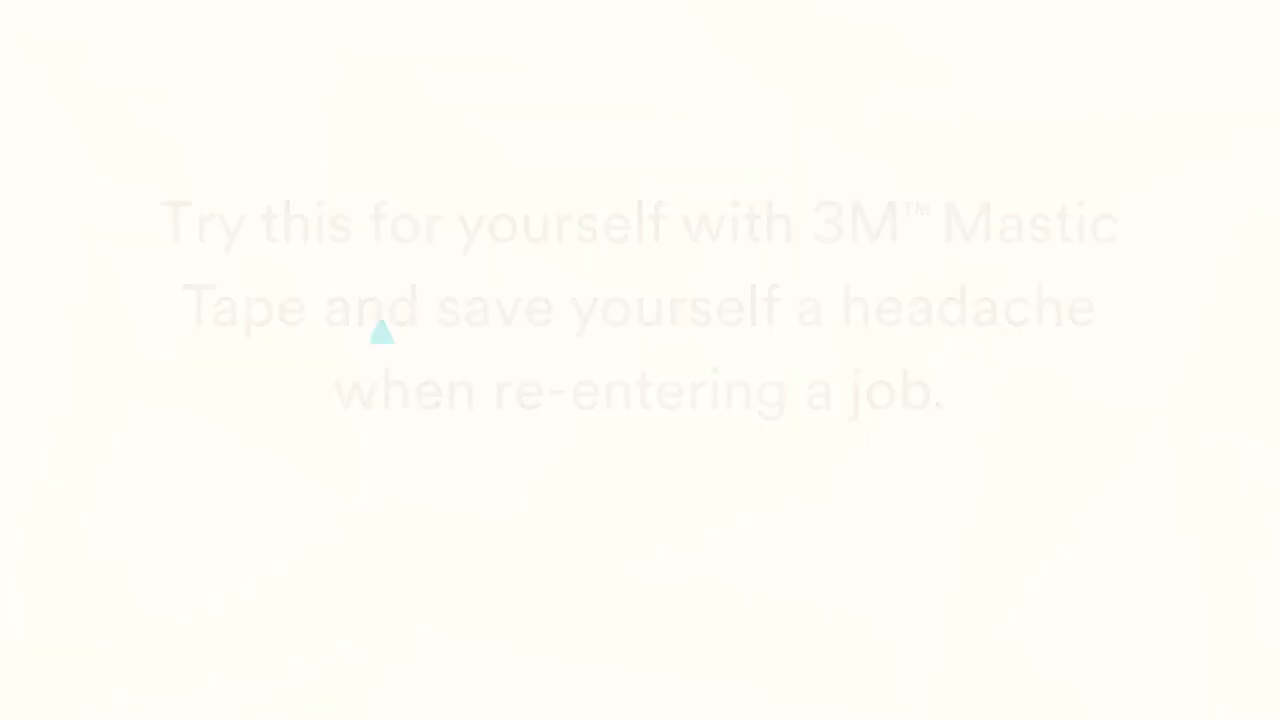 Try this for yourself with 3M™ Mastic
Tape and save yourself a headache
when re-entering a job.